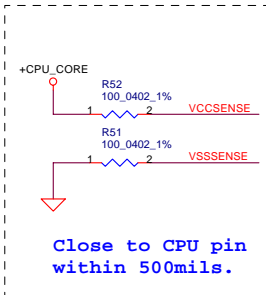 +CPU_CORE
R52
100_0402_1%
1 2 VCCSENSE
R51
100_0402_1%
1 2 VSSSENSE
Close to CPU pin
within 500mils.